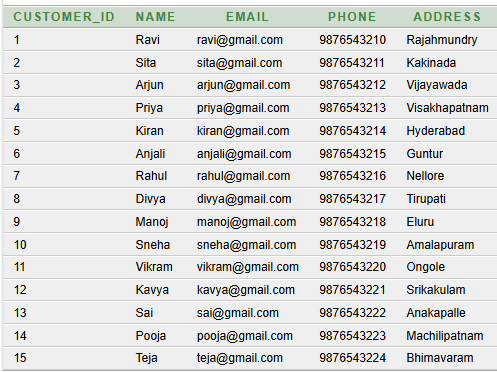 CUSTOMER_ID NAME EMAIL PHONE ADDRESS
1 Ravi ravi@gmail.com 9876543210 Rajahmundry
2 Sita sita@gmail.com 9876543211 Kakinada
3 Arjun arjun@gmail.com 9876543212 Vijayawada
4 Priya priya@gmail.com 9876543213 Visakhapatnam
5 Kiran kiran@gmail.com 9876543214 Hyderabad
6 Anjali anjali@gmail.com 9876543215 Guntur
7 Rahul rahul@gmail.com 9876543216 Nellore
8 Divya divya@gmail.com 9876543217 Tirupati
9 Manoj manoj@gmail.com 9876543218 Eluru
10 Sneha sneha@gmail.com 9876543219 Amalapuram
11 Vikram vikram@gmail.com 9876543220 Ongole
12 Kavya kavya@gmail.com 9876543221 Srikakulam
13 Sai sai@gmail.com 9876543222 Anakapalle
14 Pooja pooja@gmail.com 9876543223 Machilipatnam
15 Teja teja@gmail.com 9876543224 Bhimavaram